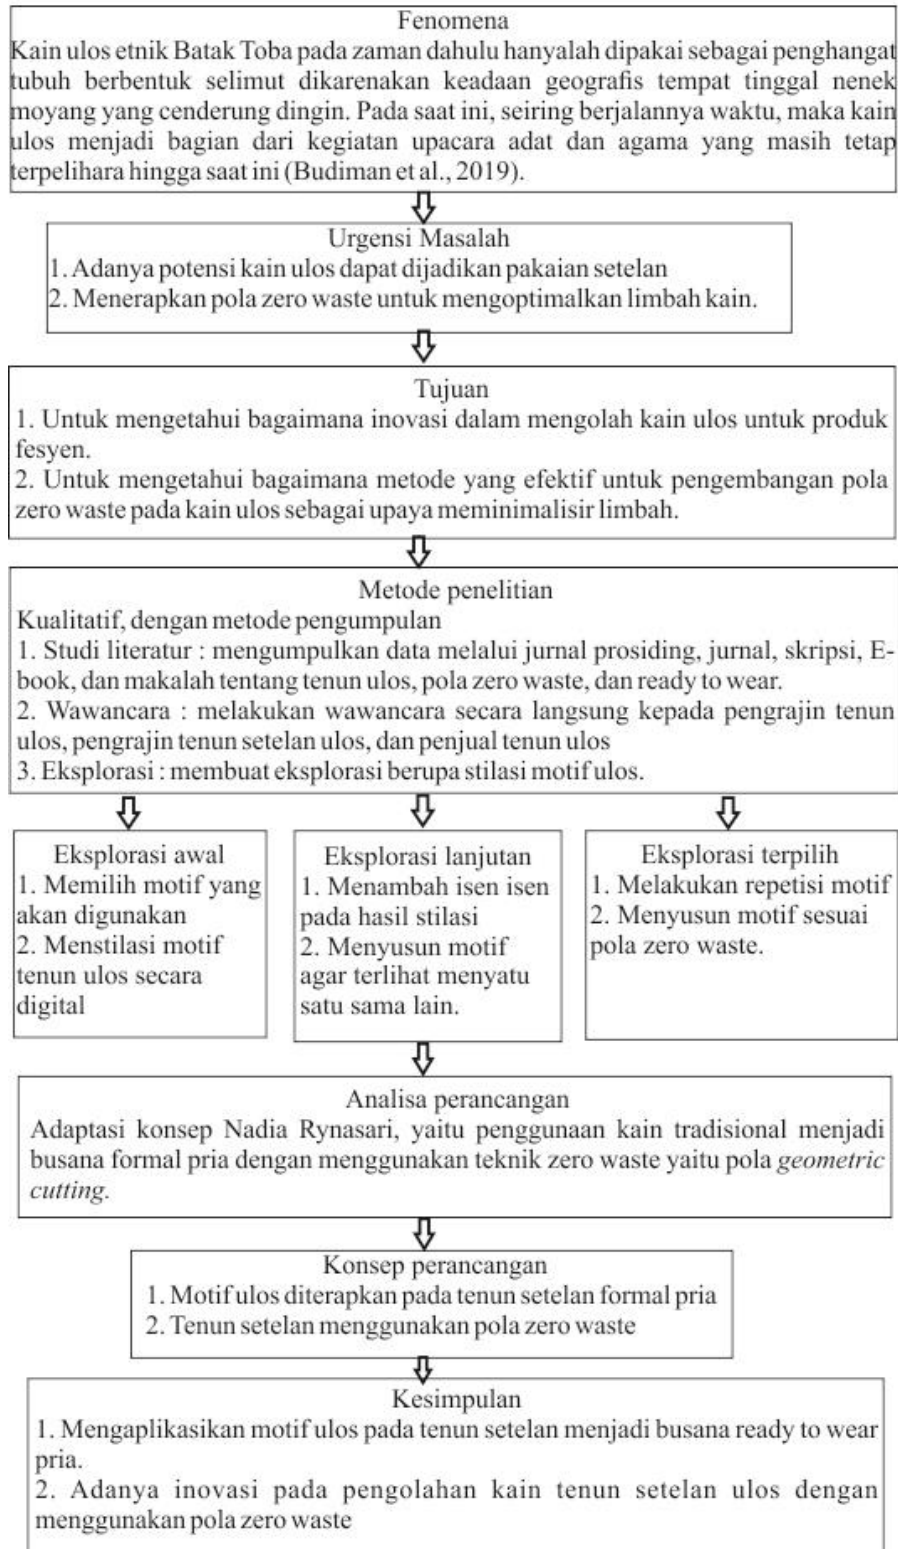 Fenomena
Kain ulos etnik Batak Toba pada zaman dahulu hanyalah dipakai sebagai penghangat
tubuh berbentuk selimut dikarenakan keadaan geografis tempat tinggal nenek
moyang yang cenderung dingin. Pada saat ini, seiring berjalannya waktu, maka kain
ulos menjadi bagian dari kegiatan upacara adat dan agama yang masih tetap
terpelihara hingga saat ini (Budiman et al., 2019).
Urgensi Masalah
1. Adanya potensi kain ulos dapat dijadikan pakaian setelan
2. Menerapkan pola zero waste untuk mengoptimalkan limbah kain.
Tujuan
1. Untuk mengetahui bagaimana inovasi dalam mengolah kain ulos untuk produk
fesyen.
2. Untuk mengetahui bagaimana metode yang efektif untuk pengembangan pola
zero waste pada kain ulos sebagai upaya meminimalisir limbah.
Metode penelitian
Kualitatif, dengan metode pengumpulan
1. Studi literatur : mengumpulkan data melalui jurnal prosiding, jurnal, skripsi, E-
book, dan makalah tentang tenun ulos, pola zero waste, dan ready to wear.
2. Wawancara : melakukan wawancara secara langsung kepada pengrajin tenun
ulos, pengrajin tenun setelan ulos, dan penjual tenun ulos
3. Eksplorasi : membuat eksplorasi berupa stilasi motif ulos.
Eksplorasi awal
1. Memilih motif yang
akan digunakan
2. Menstilasi motif
tenun ulos secara
digital
Eksplorasi lanjutan
1. Menambah isen isen
pada hasil stilasi
2. Menyusun motif
agar terlihat menyatu
satu sama lain.
Eksplorasi terpilih
1. Melakukan repetisi motif
2. Menyusun motif sesuai
pola zero waste.
Analisa perancangan
Adaptasi konsep Nadia Rynasari, yaitu penggunaan kain tradisional menjadi
busana formal pria dengan menggunakan teknik zero waste yaitu pola geometric
cutting.
Konsep perancangan
1. Motif ulos diterapkan pada tenun setelan formal pria
2. Tenun setelan menggunakan pola zero waste
Kesimpulan
1. Mengaplikasikan motif ulos pada tenun setelan menjadi busana ready to wear
pria.
2. Adanya inovasi pada pengolahan kain tenun setelan ulos dengan
menggunakan pola zero waste